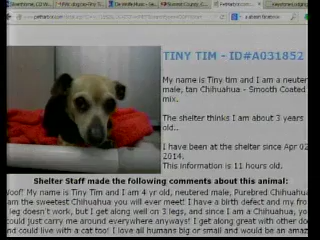 TINY TIM - ID#A031852
My name is Tiny tim and I am a neuter
male, tan Chihuahua - Smooth Coated
mix.
The shelter thinks I am about 3 years
old..
I have been at the shelter since Apr 02
2014.
This information is 11 hours old.
Shelter Staff made the following comments about this animal:
Woof! My name is Tiny Tim and I am 4 yr old, neutered male, Purebred Chihuahua
am the sweetest Chihuahua you will ever meet! I have a birth defect and my fro
leg doesn't work, but I get along well on 3 legs, and since I am a Chihuahua, yo
could just carry me around everywhere anyways! I get along great with other do
and could live with a cat too! I love all humans big or small and would be an amaz